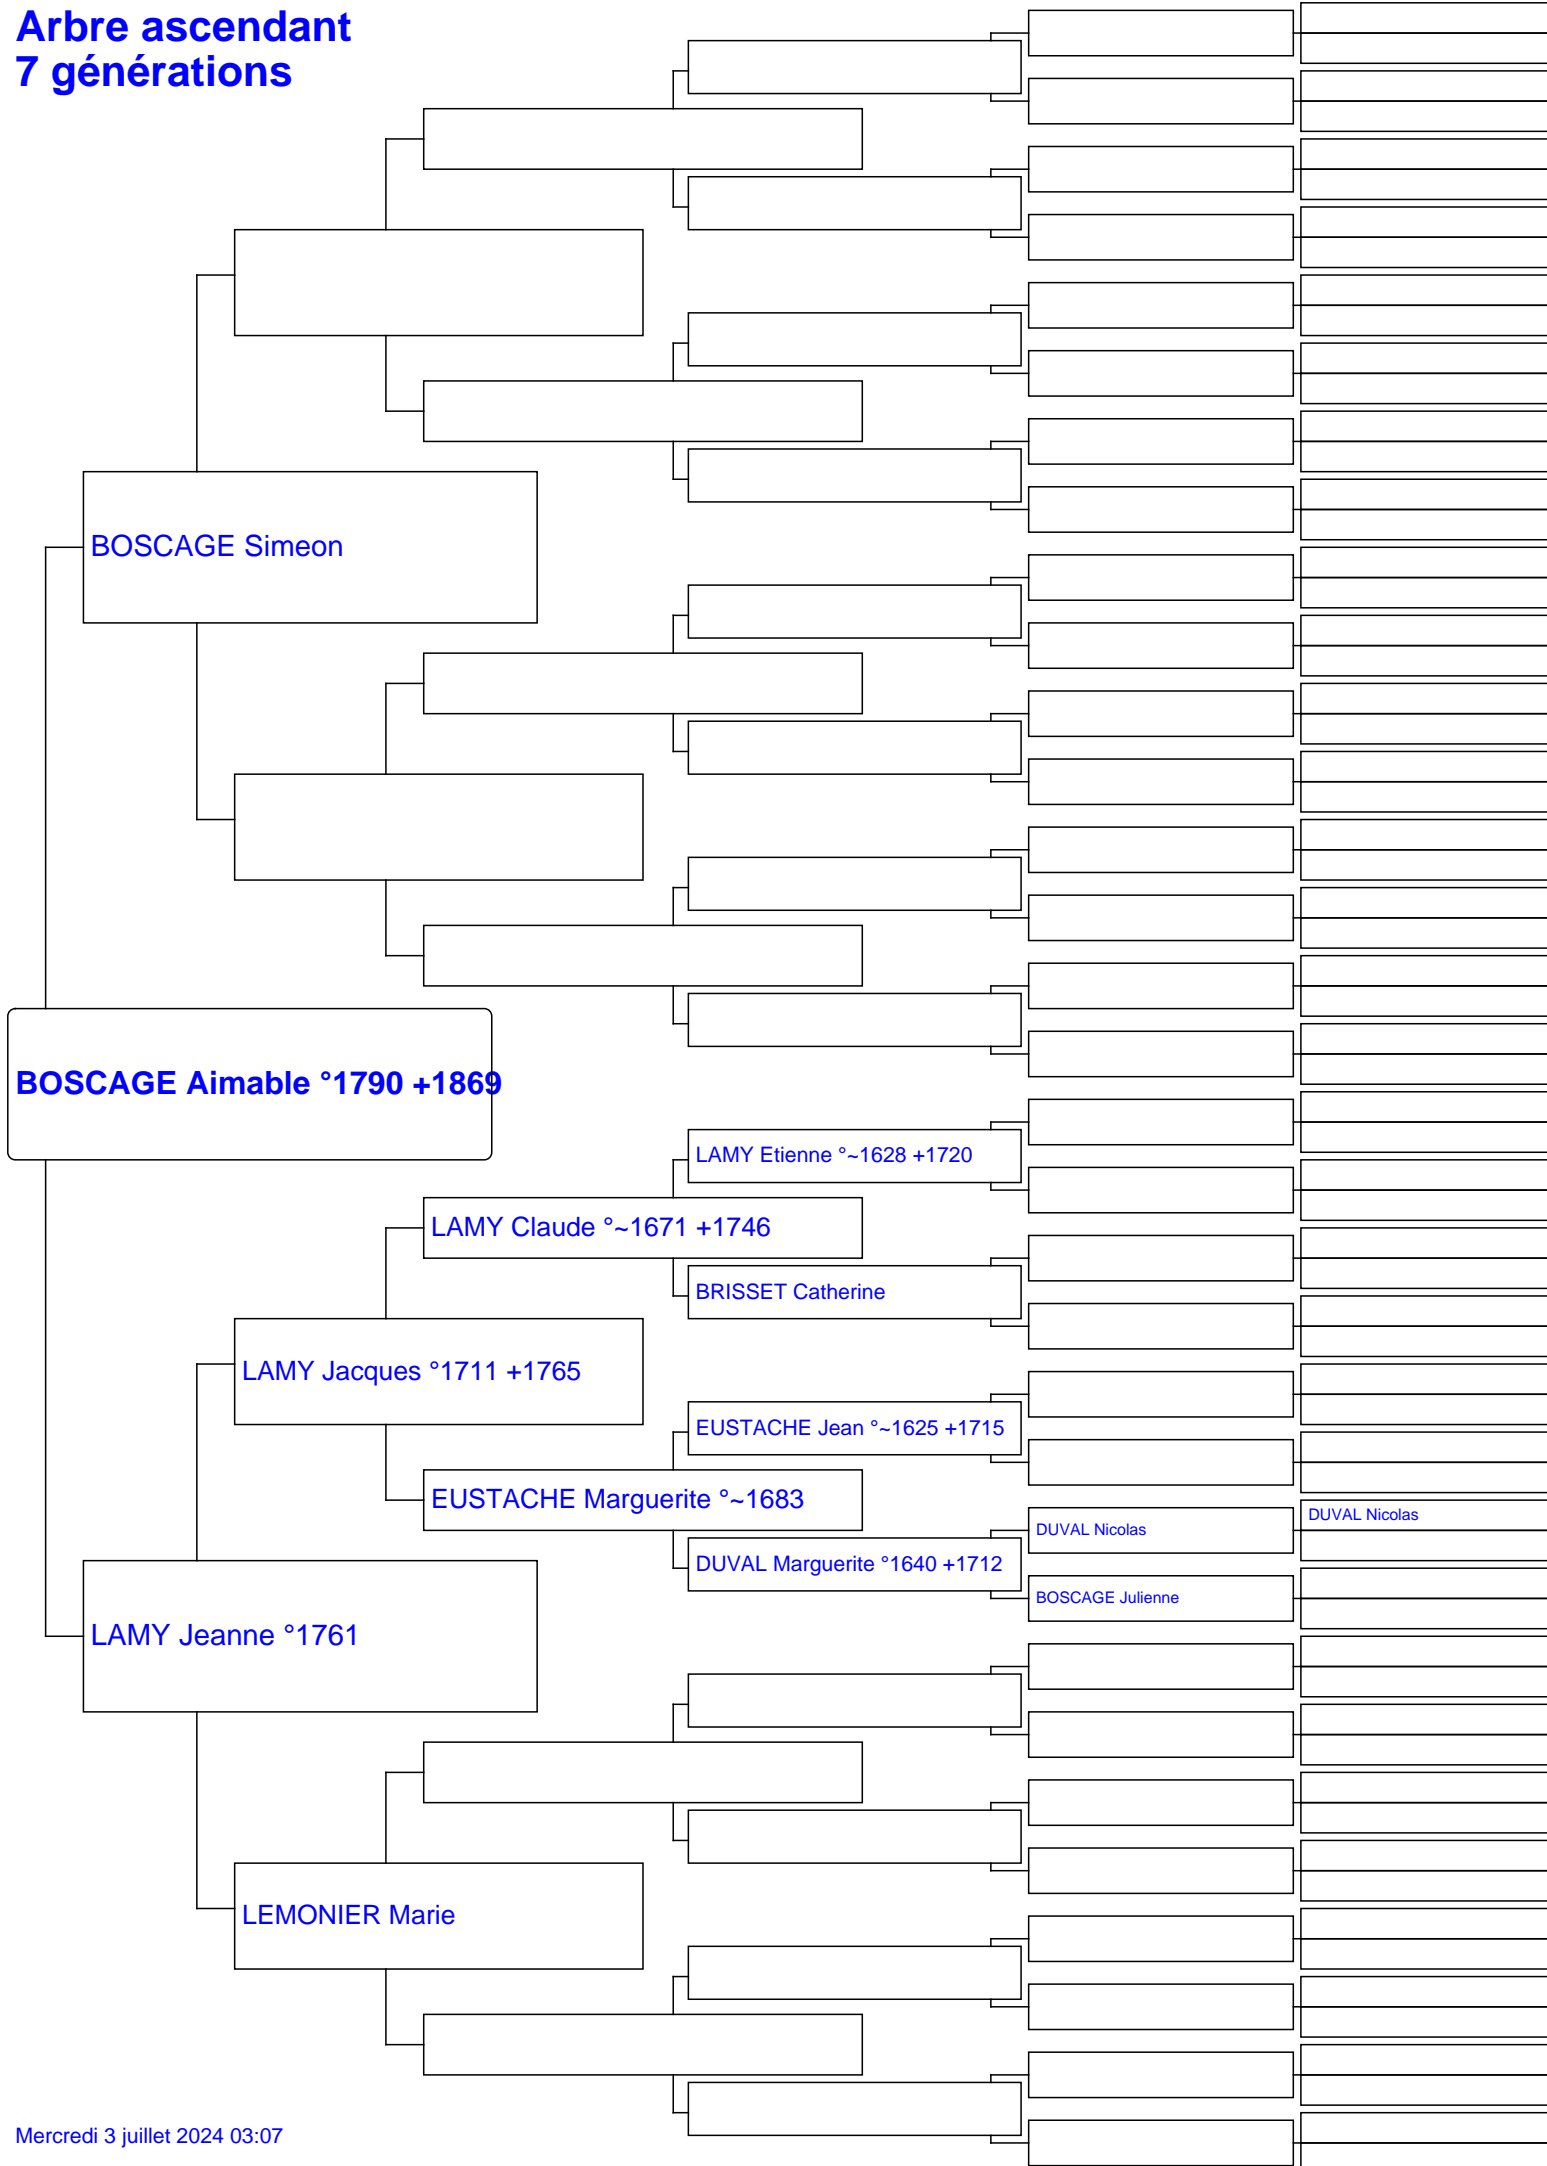 Arbre ascendant
7 générations
BOSCAGE Simeon
BOSCAGE Aimable °1790 +1869
LAMY Etienne °~1628 +1720
LAMY Claude °~1671 +1746
BRISSET Catherine
LAMY Jacques °1711 +1765
EUSTACHE Jean °~1625 +1715
EUSTACHE Marguerite °~1683
DUVAL Nicolas
DUVAL Nicolas
DUVAL Marguerite °1640 +1712
BOSCAGE Julienne
LAMY Jeanne °1761
LEMONIER Marie
Mercredi 3 juillet 2024 03:07